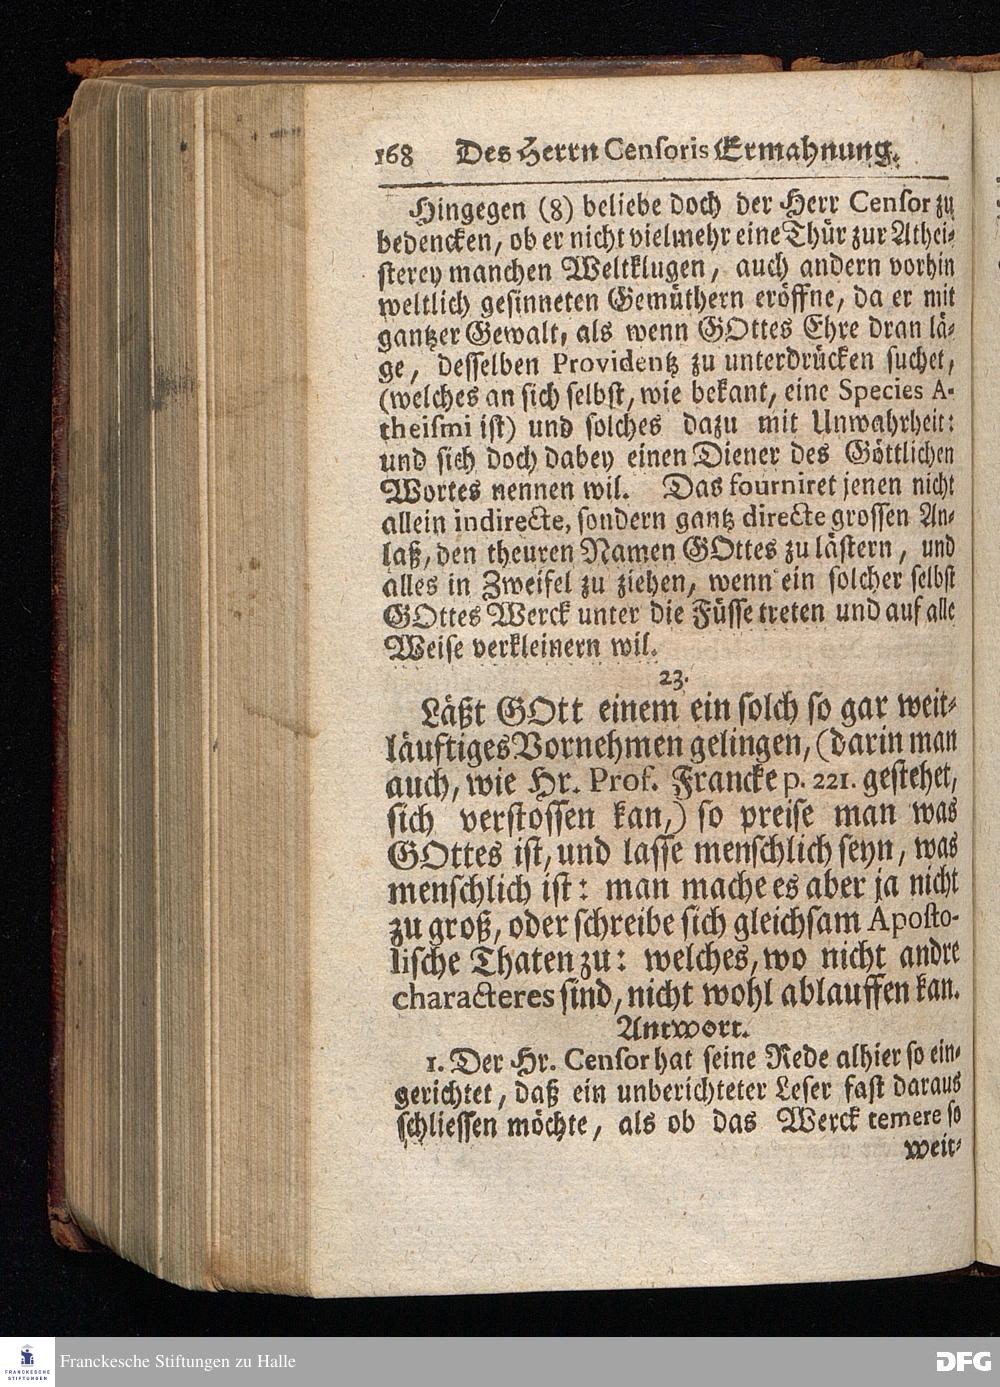 168 Des Herrn Cenſoris Ermahnung.
Hingegen (8) beliebe doch der Herr Cenſor zu
bedencken, ob er nicht vielmehr eine Thür zur Athei⸗
ſterey manchen Weltklugen, auch andern vorhin
weltlich geſinneten Gemüthern eröffne, da er mit
gantzer Gewalt, als wenn GOttes Ehre dran lä⸗
ge, deſſelben Providentz zu unterdrücken ſuchet,
(welches an ſich ſelbſt, wie bekant, eine Species A-
theiſmi iſt) und ſolches dazu mit Unwahrheit:
und ſich doch dabey einen Diener des Göttlichen
Wortes nennen wil. Das fourniret jenen nicht
allein indirecte, ſondern gantz directe groſſen An⸗
laß, den theuren Namen GOttes zu läſtern, und
alles in Zweifel zu ziehen, wenn ein ſolcher ſelbſt
GOttes Werck unter die Füſſe treten und auf alle
Weiſe verkleinern wil.
23.
Läßt GOtt einem ein ſolch ſo gar weit⸗
läuftiges Vornehmen gelingen, (darin man
auch, wie Hr. Prof. Francke p. 221. geſtehet,
ſich verſtoſſen kan,) ſo preiſe man was
GOttes iſt, und laſſe menſchlich ſeyn, was
menſchlich iſt: man mache es aber ja nicht
zu groß, oder ſchreibe ſich gleichſam Apoſto-
liſche Thaten zu: welches, wo nicht andre
characteres ſind, nicht wohl ablauffen kan.
Antwort.
1. Der Hr. Cenſor hat ſeine Rede alhier ſo ein⸗
gerichtet, daß ein unberichteter Leſer faſt daraus
ſchlieſſen möchte, als ob das Werck temere ſo
weit⸗
FRANCKESCHE
STIFTUNGEN
Franckesche Stiftungen zu Halle
DFG